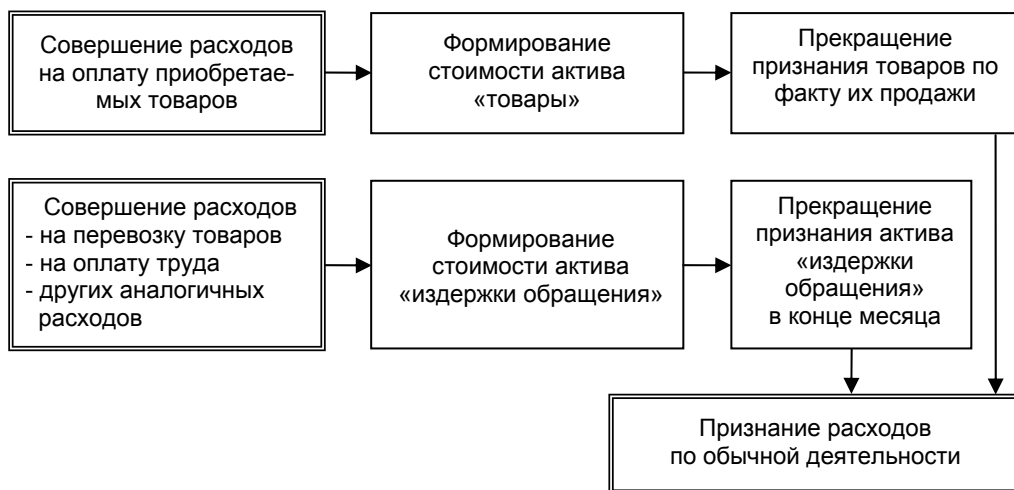 Совершение расходов
на оплату приобретае-
мых товаров
Формирование
стоимости актива
«товары»
Прекращение
признания товаров по
факту их продажи
Совершение расходов
- на перевозку товаров
- на оплату труда
- других аналогичных
расходов
Формирование
стоимости актива
«издержки обращения»
Прекращение
признания актива
«издержки
обращения»
в конце месяца
Признание расходов
по обычной деятельности